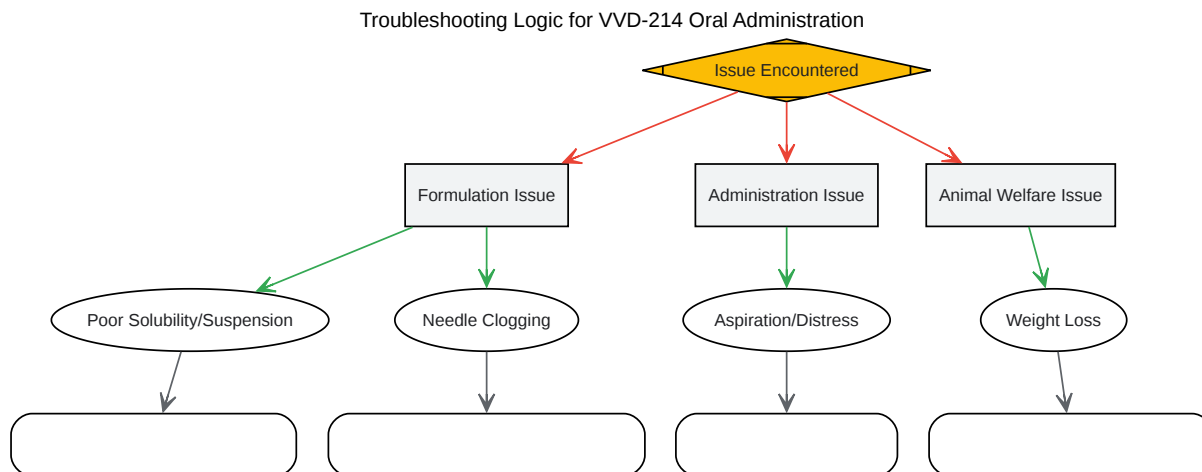 Troubleshooting Logic for VVD-214 Oral Administration
Issue Encountered
Formulation Issue
Administration Issue
Animal Welfare Issue
Poor Solubility/Suspension
Needle Clogging
Aspiration/Distress
Weight Loss